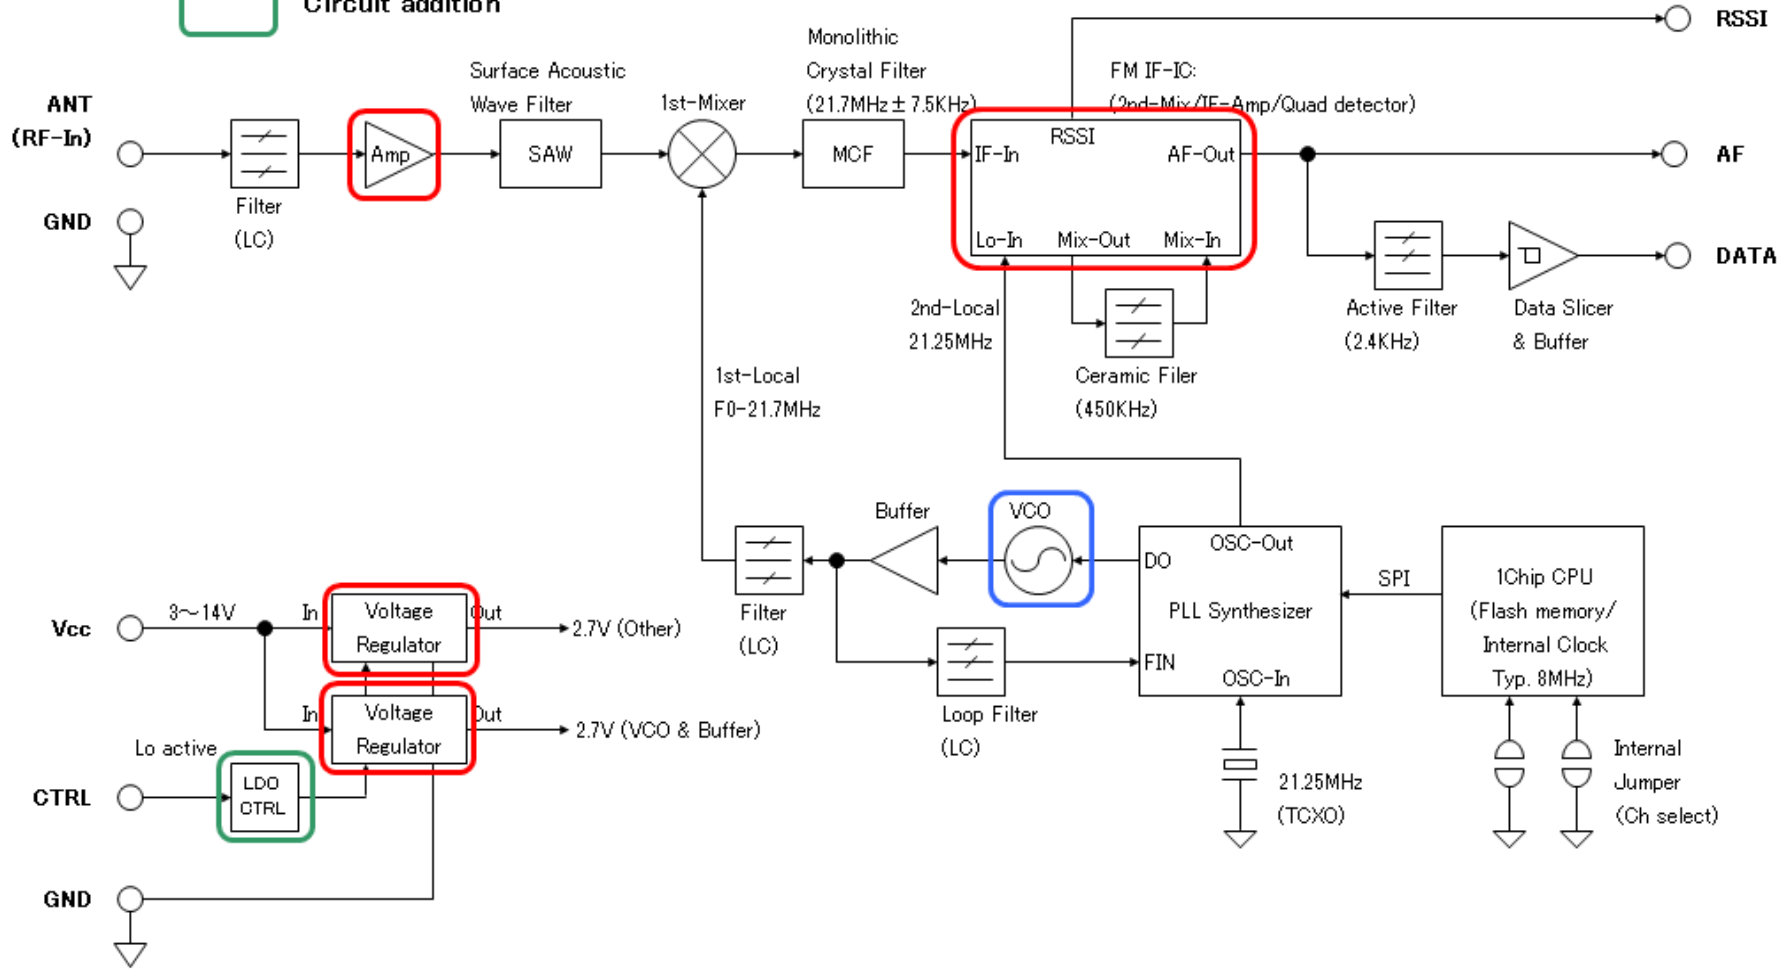 Circuit addition
RSSI
Monolithic
Crystal Filter
(21.7MHz±7.5KHz)
Surface Acoustic
Wave Filter
1st-Mixer
FM IF-IC:
(2nd-Mix/IF-Amp/Quad detector)
ANT
(RF-In)
Amp
SAW
MCF
RSSI
IF-In
AF-Out
Lo-In
Mix-Out
Mix-In
AF
Filter
(LC)
GND
DATA
Active Filter
(2.4KHz)
Data Slicer
& Buffer
2nd-Local
21.25MHz
Ceramic Filer
(450KHz)
1st-Local
F0-21.7MHz
Buffer
VCO
OSC-Out
DO
PLL Synthesizer
FIN
OSC-In
SPI
1Chip CPU
(Flash memory/
Internal Clock
Typ. 8MHz)
Filter
(LC)
Loop Filter
(LC)
21.25MHz
(TCXO)
Internal
Jumper
(Ch select)
Vcc
3～14V
In
Voltage
Regulator
Out
2.7V (Other)
In
Voltage
Regulator
Out
2.7V (VCO & Buffer)
Lo active
CTRL
LDO
CTRL
GND